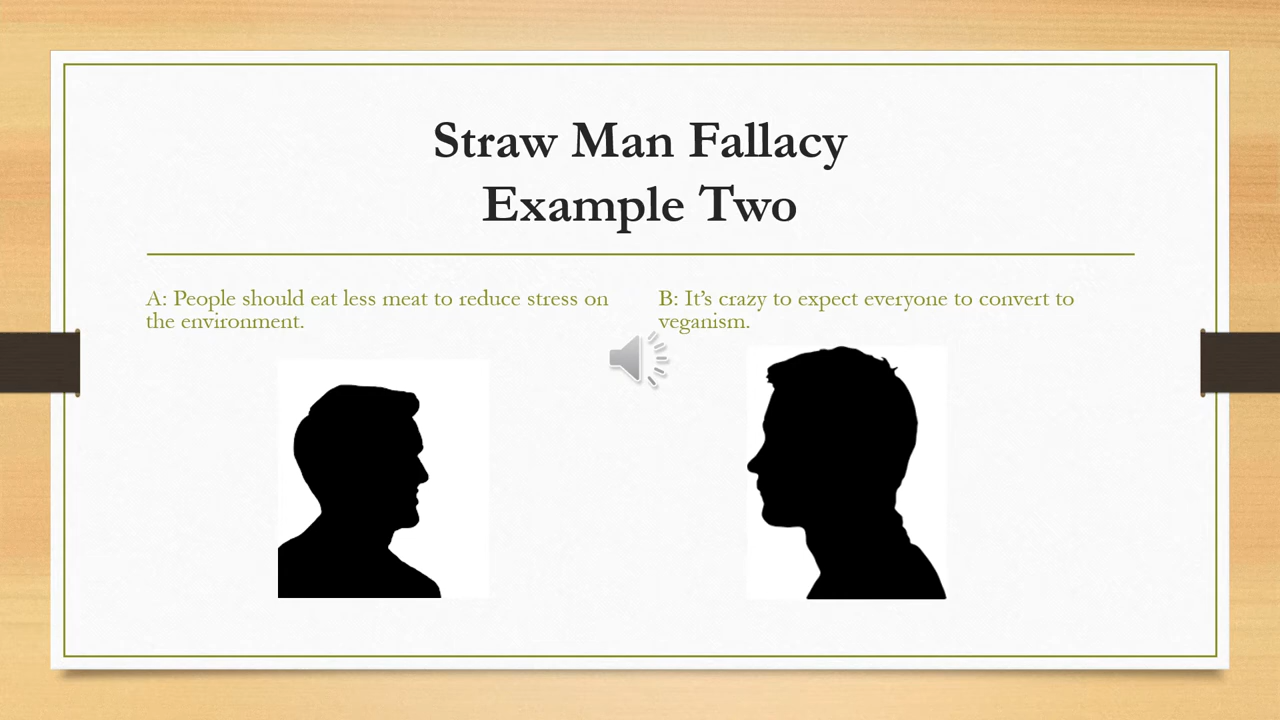 Straw Man Fallacy
Example Two
A: People should eat less meat to reduce stress on
the environment.
B: It’s crazy to expect everyone to convert to
veganism.